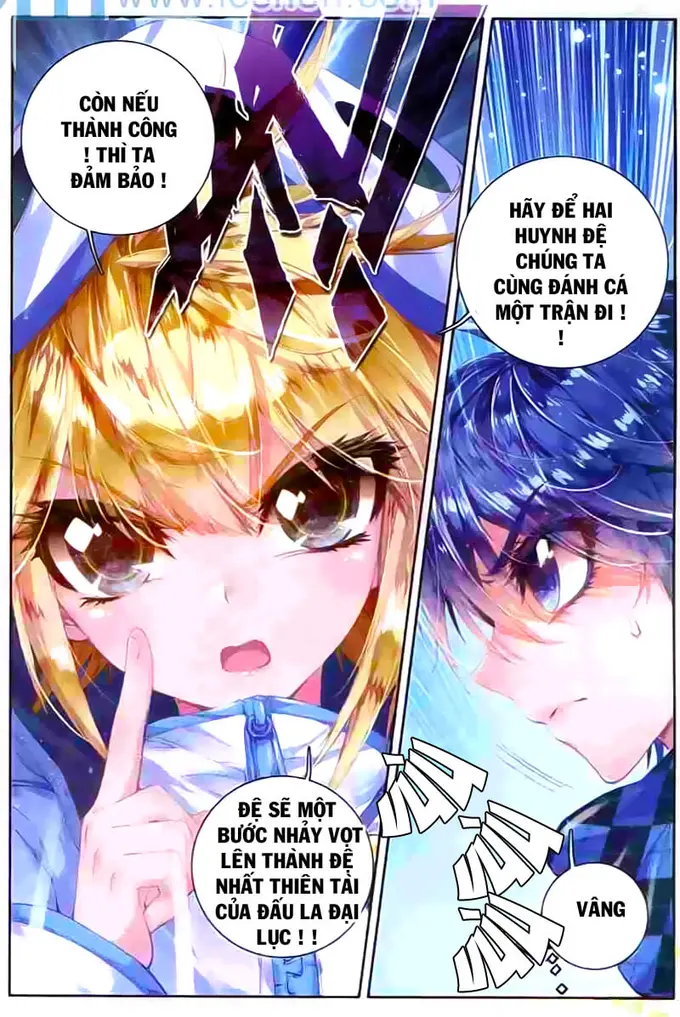 CÒN NẾU
THÀNH CÔNG
! THÌ TA
ĐẢM BẢO !
ĐỆ SẼ MỘT
BƯỚC NHẢY VỌT
LÊN THÀNH ĐỆ
NHẤT THIÊN TÀI
CỦA ĐẤU LA ĐẠI
LỤC ! !
HÃY ĐỂ HAI
HUYNH ĐỆ
CHÚNG TA
CÙNG ĐÁNH CÁ
MỘT TRẬN ĐI !
!
VÂNG